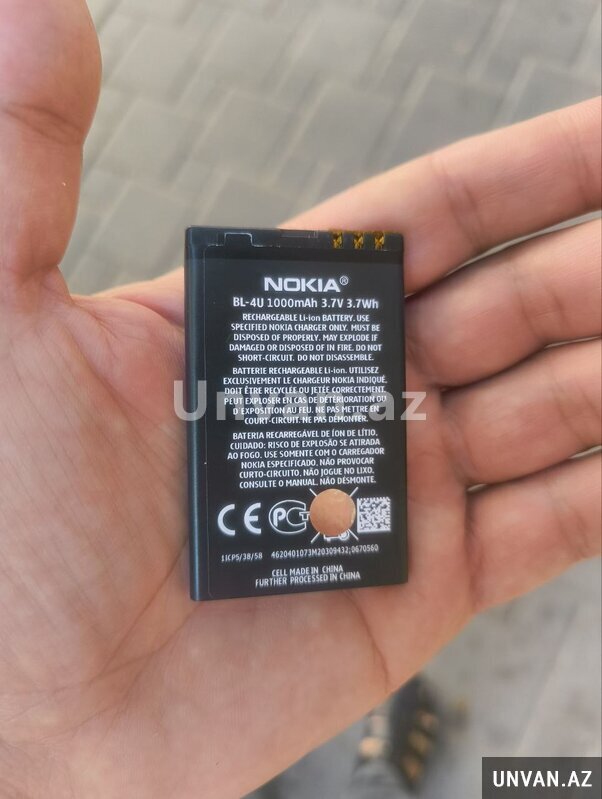 NOKIA®
BL-4U 1000mAh 3.7V 3.7Wh
RECHARGEABLE Li-ion BATTERY. USE
SPECIFIED NOKIA CHARGER ONLY. MUST BE
DISPOSED OF PROPERLY. MAY EXPLODE IF
DAMAGED OR DISPOSED OF IN FIRE. DO NOT
SHORT-CIRCUIT. DO NOT DISASSEMBLE.
BATTERIE RECHARGEABLE Li-ion. UTILISEZ
EXCLUSIVEMENT LE CHARGEUR NOKIA INDIQUÉ.
DOIT ÊTRE RECYCLÉE OU JETÉE CORRECTEMENT.
PEUT EXPLOSER EN CAS DE DÉTÉRIORATION OU
D'EXPOSITION AU FEU. NE PAS METTRE EN
COURT-CIRCUIT. NE PAS DÉMONTER.
BATERIA RECARREGÁVEL DE ÍON DE LÍTIO.
CUIDADO: RISCO DE EXPLOSÃO SE ATIRADA
AO FOGO. USE SOMENTE COM O CARREGADOR
NOKIA ESPECIFICADO. NÃO PROVOCAR
CURTO-CIRCUITO. NÃO JOGUE NO LIXO.
CONSULTE O MANUAL. NÃO DESMONTE.
Unvan.az
CE PCT
1ICP5/38/58 4620401073M20309432;0670560
CELL MADE IN CHINA
FURTHER PROCESSED IN CHINA
UNVAN.AZ